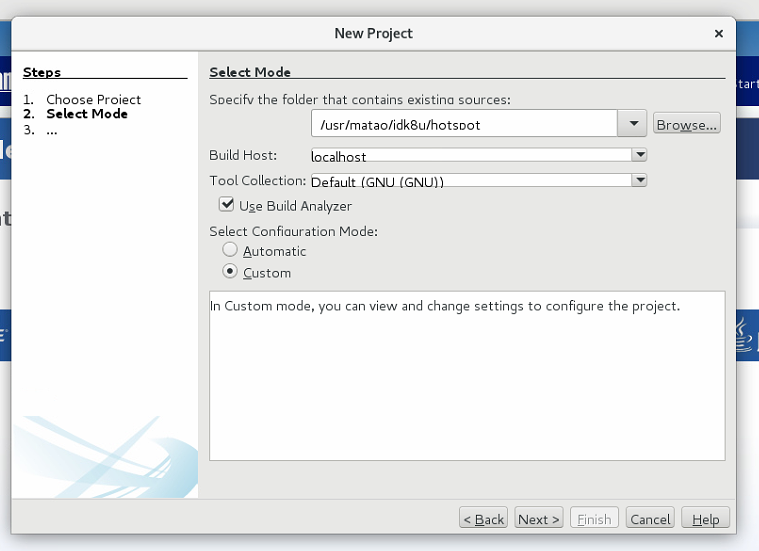 New Project
×
Steps
1. Choose Project
2. Select Mode
3. ...
Select Mode
Specify the folder that contains existing sources:
/usr/matao/jdk8u/hotspot
Browse...
Build Host:
localhost
Tool Collection:
Default (GNU (GNU))
Use Build Analyzer
Select Configuration Mode:
Automatic
Custom
In Custom mode, you can view and change settings to configure the project.
< Back
Next >
Finish
Cancel
Help